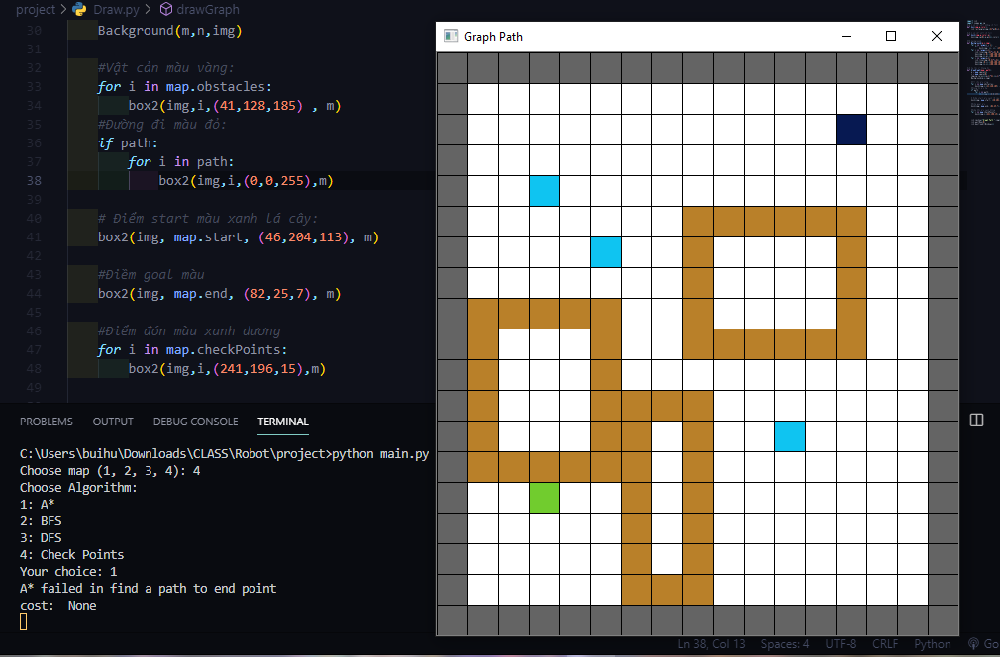 project > Draw.py > drawGraph
30 Background(m,n,img)
31
32 #Vật cản màu vàng:
33 for i in map.obstacles:
34 box2(img,i,(41,128,185) , m)
35 #Đường đi màu đỏ:
36 if path:
37 for i in path:
38 box2(img,i,(0,0,255),m)
39
40 # Điểm start màu xanh lá cây:
41 box2(img, map.start, (46,204,113), m)
42
43 #Điềm goal màu
44 box2(img, map.end, (82,25,7), m)
45
46 #Điểm đón màu xanh dương
47 for i in map.checkPoints:
48 box2(img,i,(241,196,15),m)
49
Graph Path
PROBLEMS OUTPUT DEBUG CONSOLE TERMINAL
C:\Users\buihu\Downloads\CLASS\Robot\project>python main.py
Choose map (1, 2, 3, 4): 4
Choose Algorithm:
1: A*
2: BFS
3: DFS
4: Check Points
Your choice: 1
A* failed in find a path to end point
cost:  None
Ln 38, Col 13 Spaces: 4 UTF-8 CRLF Python Go